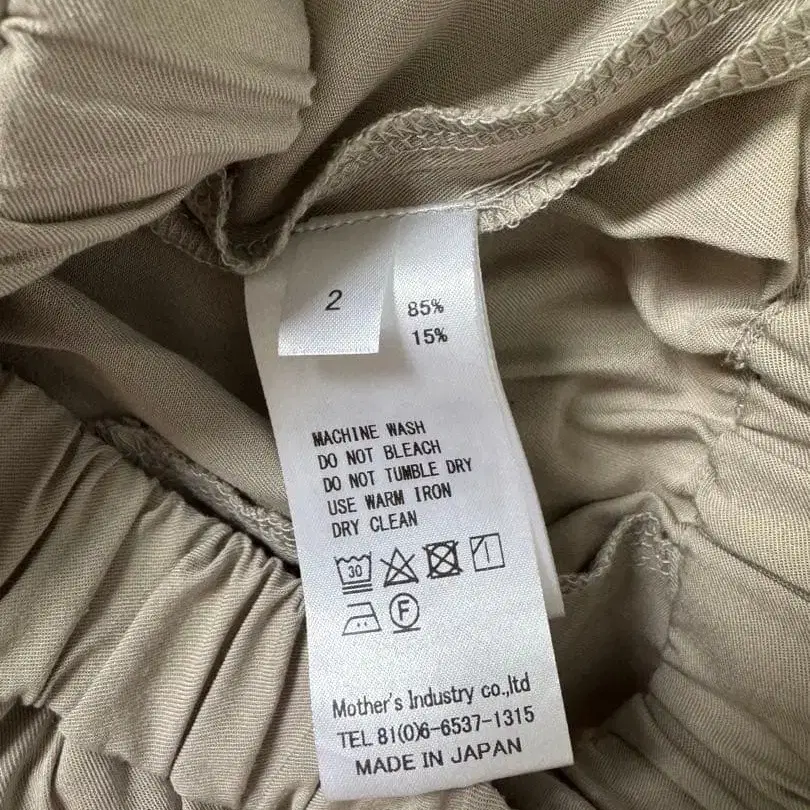 2
85%
15%
MACHINE WASH
DO NOT BLEACH
DO NOT TUMBLE DRY
USE WARM IRON
DRY CLEAN
30
F
Mother's Industry co.,ltd
TEL 81(0)6-6537-1315
MADE IN JAPAN